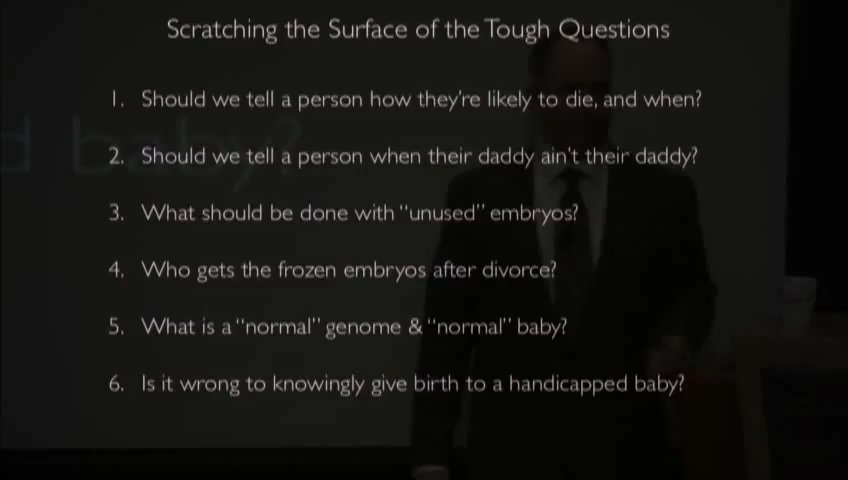 Scratching the Surface of the Tough Questions
1. Should we tell a person how they're likely to die, and when?
2. Should we tell a person when their daddy ain't their daddy?
3. What should be done with "unused" embryos?
4. Who gets the frozen embryos after divorce?
5. What is a "normal" genome & "normal" baby?
6. Is it wrong to knowingly give birth to a handicapped baby?
d baby?